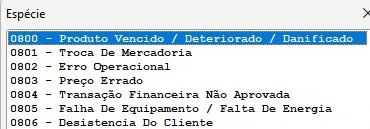 Espécie
0800 - Produto Vencido / Deteriorado / Danificado
0801 - Troca De Mercadoria
0802 - Erro Operacional
0803 - Preço Errado
0804 - Transação Financeira Não Aprovada
0805 - Falha De Equipamento / Falta De Energia
0806 - Desistencia Do Cliente